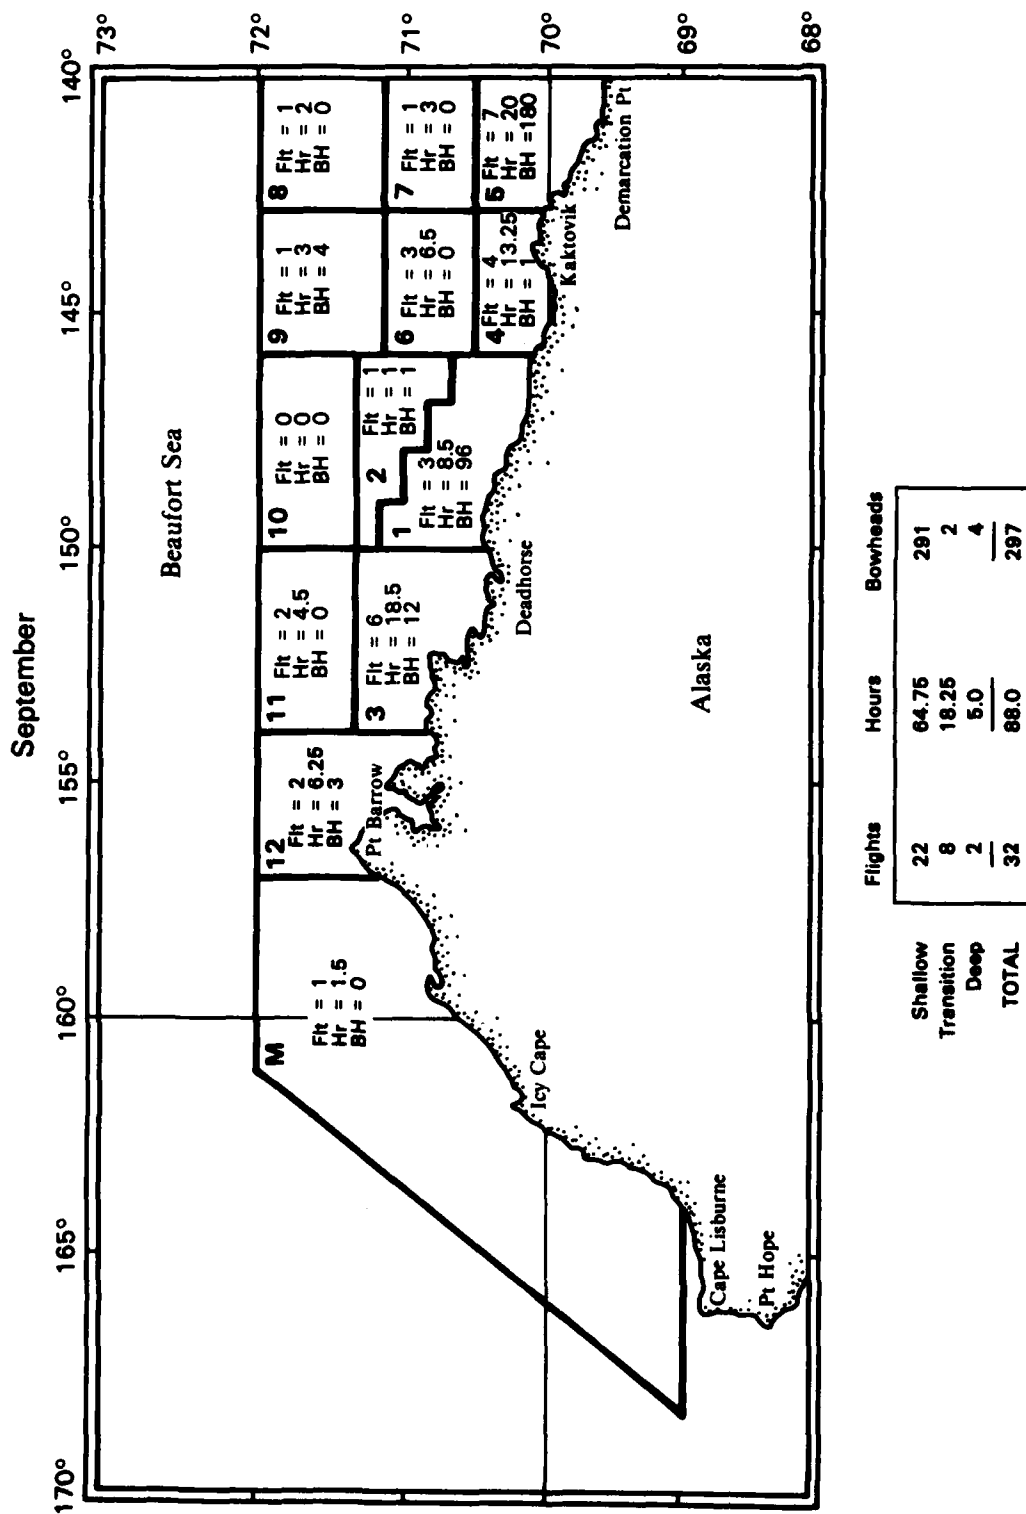 September
170° 165° 160° 155° 150° 145° 140°
73°
72°
71°
70°
69°
68°
Beaufort Sea
M
Flt = 1
Hr = 1.5
BH = 0
12
Flt = 2
Hr = 6.25
BH = 3
11
Flt = 2
Hr = 4.5
BH = 0
10
Flt = 0
Hr = 0
BH = 0
9
Flt = 1
Hr = 3
BH = 4
8
Flt = 1
Hr = 2
BH = 0
3
Flt = 6
Hr = 18.5
BH = 12
2
Flt = 1
Hr = 1
BH = 1
1
Flt = 3
Hr = 8.5
BH = 96
6
Flt = 3
Hr = 6.5
BH = 0
7
Flt = 1
Hr = 3
BH = 0
4
Flt = 4
Hr = 13.25
BH = 1
5
Flt = 7
Hr = 20
BH = 180
Pt Barrow
Icy Cape
Cape Lisburne
Pt Hope
Deadhorse
Kaktovik
Demarcation Pt
Alaska
Flights Hours Bowheads
Shallow 22 64.75 291
Transition 8 18.25 2
Deep 2 5.0 4
TOTAL 32 88.0 297